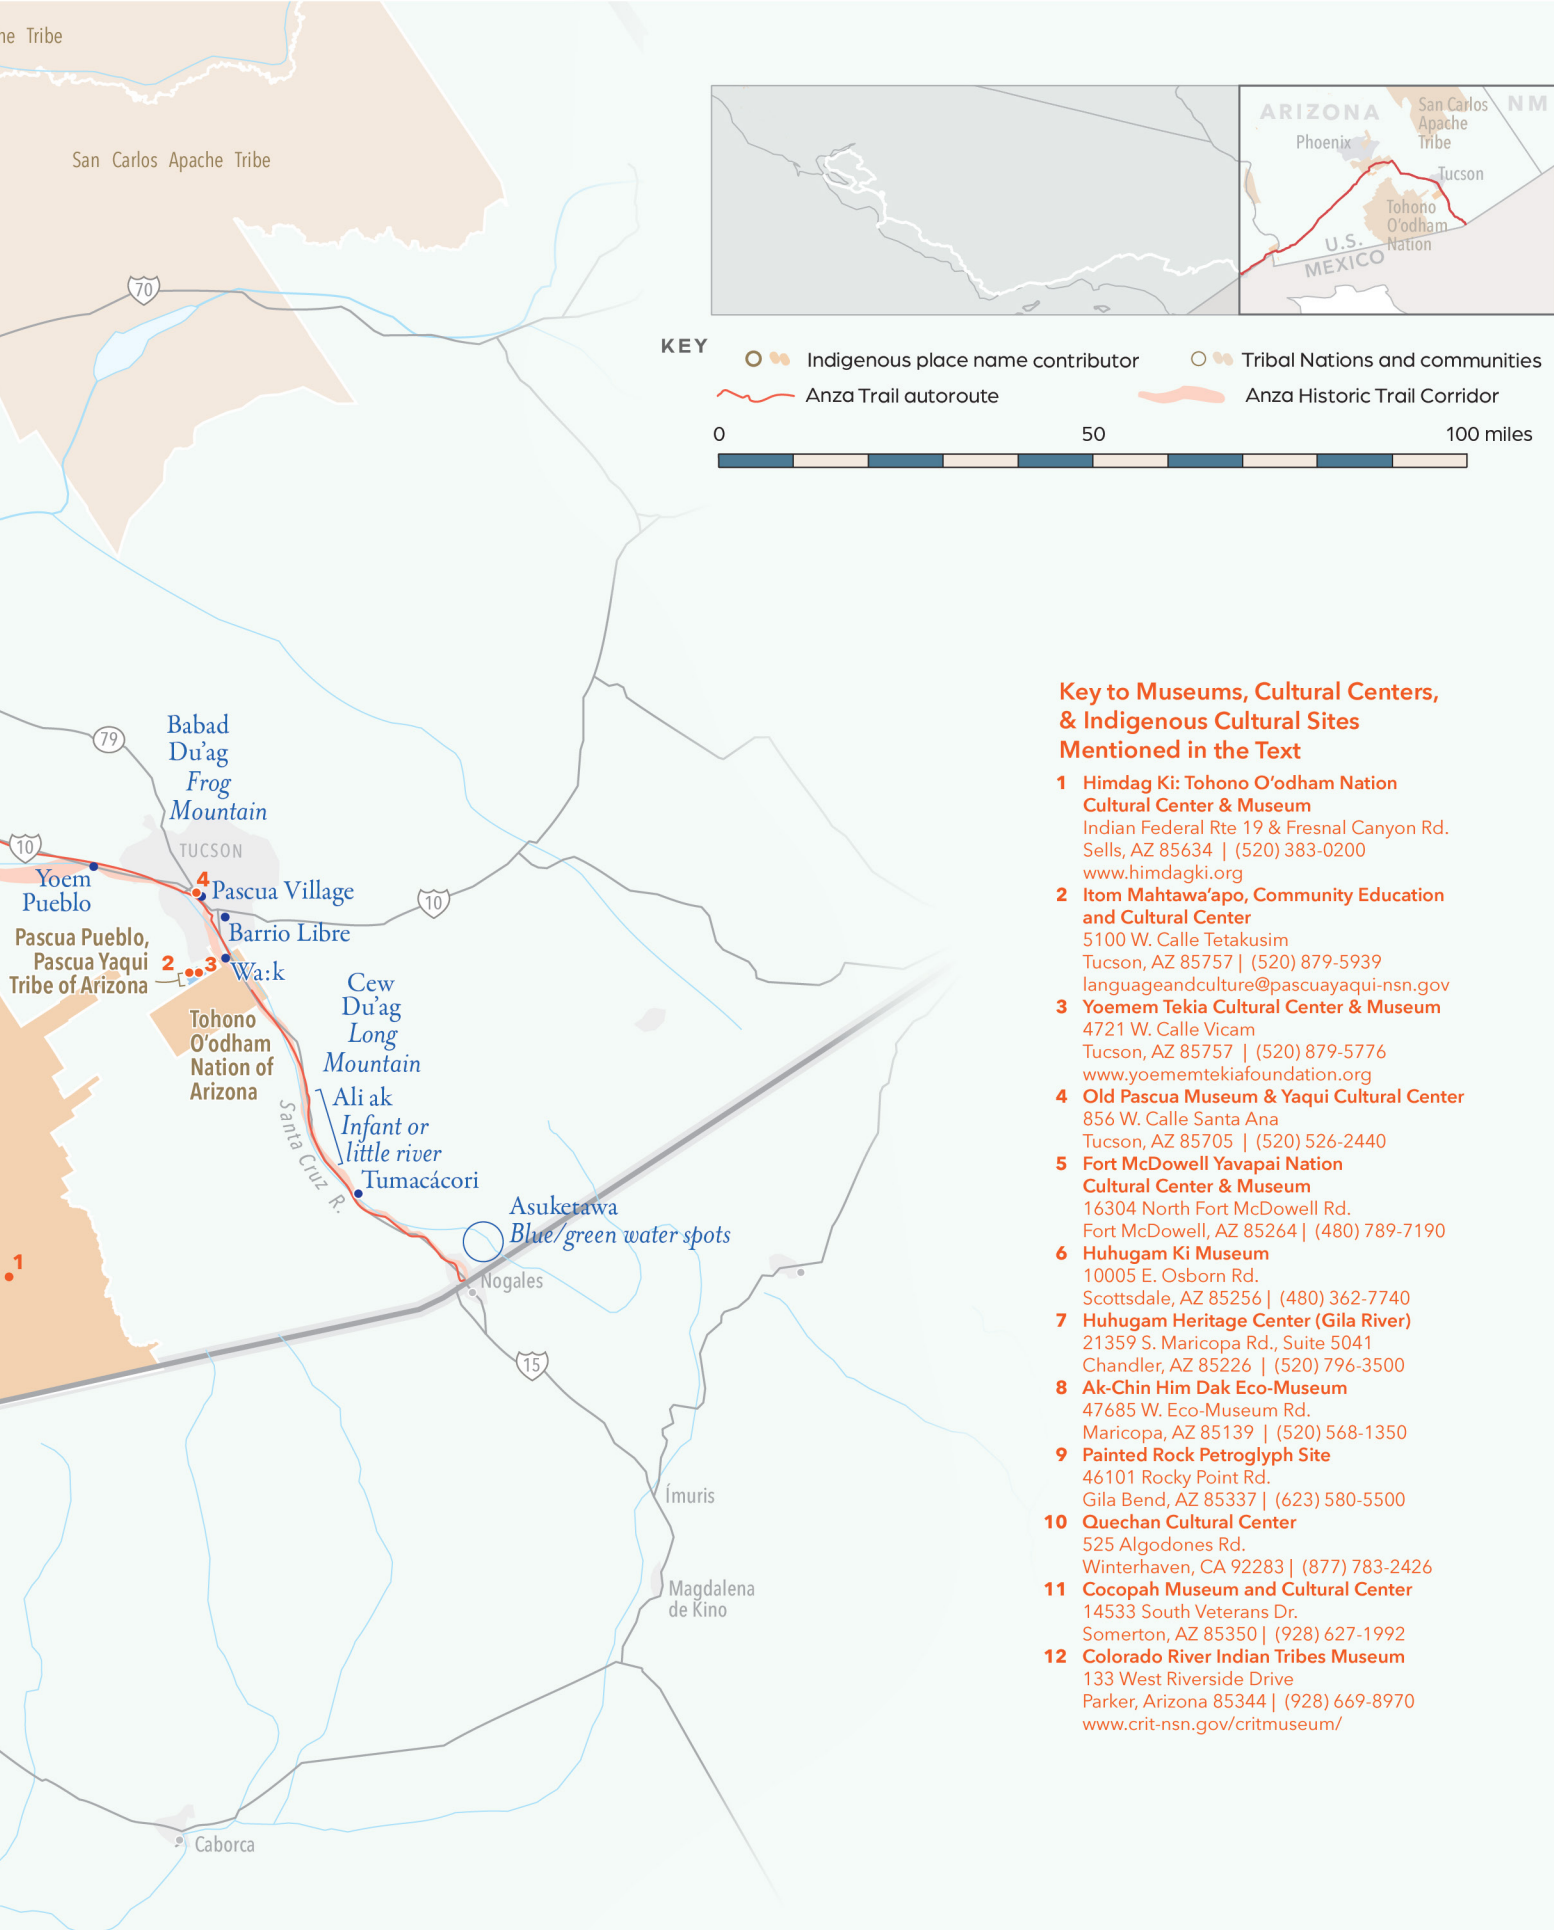 ne Tribe
San Carlos Apache Tribe
70
ARIZONA
NM
San Carlos
Apache
Tribe
Phoenix
Tucson
Tohono
O'odham
Nation
U.S.
MEXICO
KEY
Indigenous place name contributor
Tribal Nations and communities
Anza Trail autoroute
Anza Historic Trail Corridor
0 50 100 miles
79
Babad
Du'ag
Frog
Mountain
10
TUCSON
Yoem
Pueblo
4
Pascua Village
10
Barrio Libre
Pascua Pueblo,
Pascua Yaqui
Tribe of Arizona
2
3
Wa:k
Tohono
O'odham
Nation of
Arizona
Cew
Du'ag
Long
Mountain
Ali ak
Infant or
little river
Santa Cruz R.
Tumacácori
Asuketawa
Blue/green water spots
1
Nogales
15
Ímuris
Magdalena
de Kino
Caborca
Key to Museums, Cultural Centers,
& Indigenous Cultural Sites
Mentioned in the Text
1 Himdag Ki: Tohono O'odham Nation
Cultural Center & Museum
Indian Federal Rte 19 & Fresnal Canyon Rd.
Sells, AZ 85634 | (520) 383-0200
www.himdagki.org
2 Itom Mahtawa'apo, Community Education
and Cultural Center
5100 W. Calle Tetakusim
Tucson, AZ 85757 | (520) 879-5939
languageandculture@pascuayaqui-nsn.gov
3 Yoemem Tekia Cultural Center & Museum
4721 W. Calle Vicam
Tucson, AZ 85757 | (520) 879-5776
www.yoememtekiafoundation.org
4 Old Pascua Museum & Yaqui Cultural Center
856 W. Calle Santa Ana
Tucson, AZ 85705 | (520) 526-2440
5 Fort McDowell Yavapai Nation
Cultural Center & Museum
16304 North Fort McDowell Rd.
Fort McDowell, AZ 85264 | (480) 789-7190
6 Huhugam Ki Museum
10005 E. Osborn Rd.
Scottsdale, AZ 85256 | (480) 362-7740
7 Huhugam Heritage Center (Gila River)
21359 S. Maricopa Rd., Suite 5041
Chandler, AZ 85226 | (520) 796-3500
8 Ak-Chin Him Dak Eco-Museum
47685 W. Eco-Museum Rd.
Maricopa, AZ 85139 | (520) 568-1350
9 Painted Rock Petroglyph Site
46101 Rocky Point Rd.
Gila Bend, AZ 85337 | (623) 580-5500
10 Quechan Cultural Center
525 Algodones Rd.
Winterhaven, CA 92283 | (877) 783-2426
11 Cocopah Museum and Cultural Center
14533 South Veterans Dr.
Somerton, AZ 85350 | (928) 627-1992
12 Colorado River Indian Tribes Museum
133 West Riverside Drive
Parker, Arizona 85344 | (928) 669-8970
www.crit-nsn.gov/critmuseum/